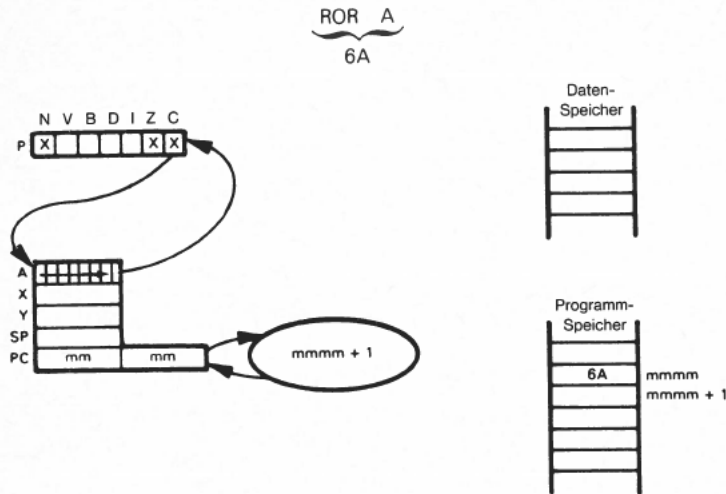 ROR A
6A
N V B D I Z C
P X X X
A
X
Y
SP
PC mm mm
mmmm + 1
Daten-
Speicher
Programm-
Speicher
6A mmmm
mmmm + 1